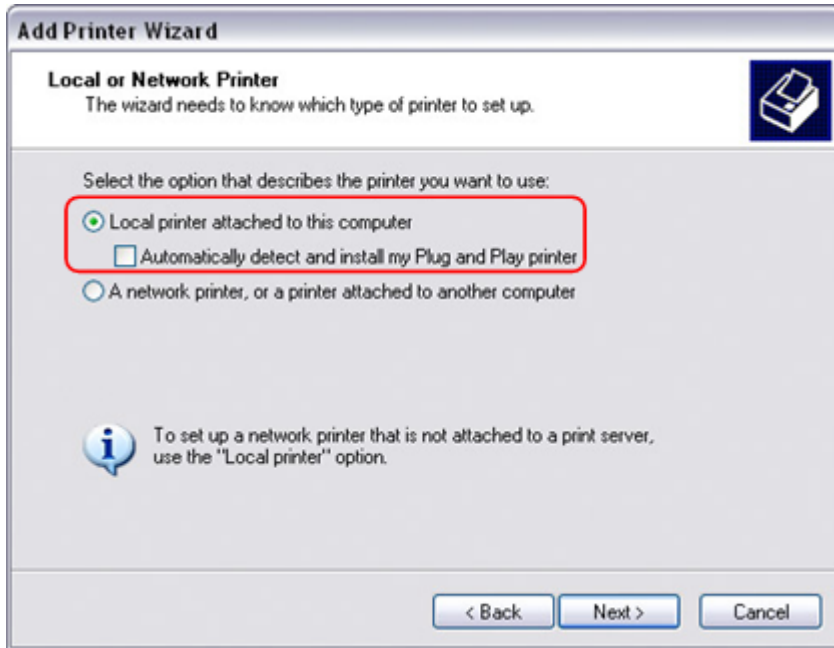 Add Printer Wizard
Local or Network Printer
The wizard needs to know which type of printer to set up.
Select the option that describes the printer you want to use:
Local printer attached to this computer
Automatically detect and install my Plug and Play printer
A network printer, or a printer attached to another computer
To set up a network printer that is not attached to a print server,
use the "Local printer" option.
< Back Next > Cancel